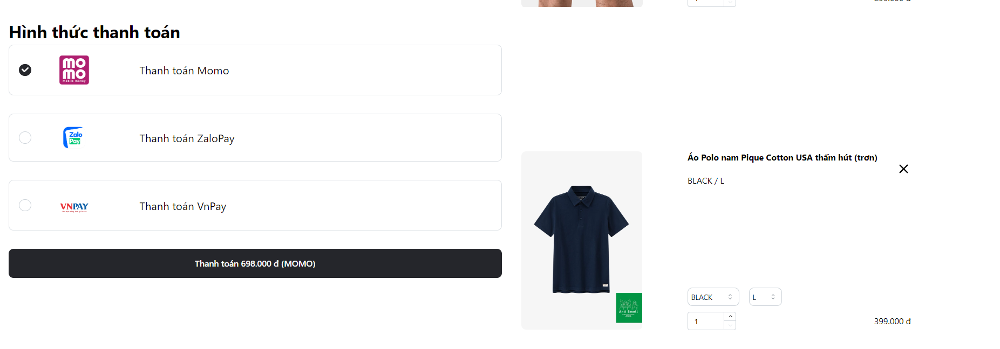 Hình thức thanh toán
mo
mo
mobile money
Thanh toán Momo
Zalo
Pay
Thanh toán ZaloPay
VNPAY
Thanh toán VnPay
Thanh toán 698.000 đ (MOMO)
Áo Polo nam Pique Cotton USA thấm hút (trơn)
BLACK / L
Anti Smell
BLACK
L
1
399.000 đ